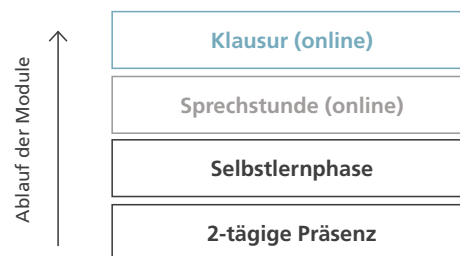 Klausur (online)
Sprechstunde (online)
Selbstlernphase
2-tägige Präsenz
Ablauf der Module